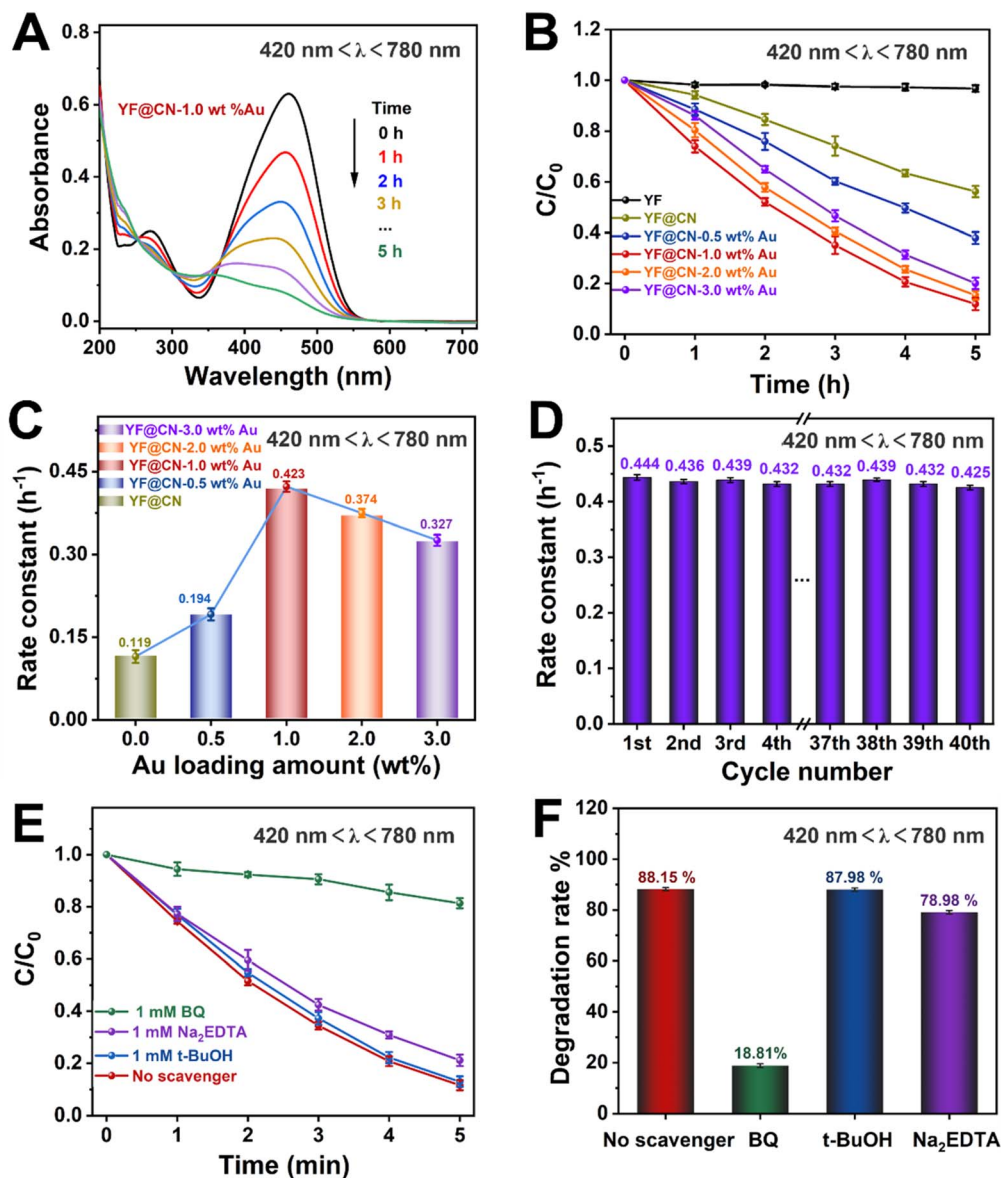 A
420 nm<λ<780 nm
YF@CN-1.0 wt %Au
Time
0 h
1 h
2 h
3 h
...
5 h
Absorbance
0.8
0.6
0.4
0.2
0.0
200 300 400 500 600 700
Wavelength (nm)
B
420 nm<λ<780 nm
C/C0
1.2
1.0
0.8
0.6
0.4
0.2
0.0
YF
YF@CN
YF@CN-0.5 wt% Au
YF@CN-1.0 wt% Au
YF@CN-2.0 wt% Au
YF@CN-3.0 wt% Au
0 1 2 3 4 5
Time (h)
C
YF@CN-3.0 wt% Au
YF@CN-2.0 wt% Au
YF@CN-1.0 wt% Au
YF@CN-0.5 wt% Au
YF@CN
420 nm<λ<780 nm
Rate constant (h-1)
0.45
0.30
0.15
0.00
0.119
0.194
0.423
0.374
0.327
0.0 0.5 1.0 2.0 3.0
Au loading amount (wt%)
D
420 nm<λ<780 nm
Rate constant (h-1)
0.5
0.4
0.3
0.2
0.1
0.0
0.444 0.436 0.439 0.432 0.432 0.439 0.432 0.425
...
1st 2nd 3rd 4th 37th 38th 39th 40th
Cycle number
E
420 nm<λ<780 nm
C/C0
1.0
0.8
0.6
0.4
0.2
0.0
1 mM BQ
1 mM Na2EDTA
1 mM t-BuOH
No scavenger
0 1 2 3 4 5
Time (min)
F
420 nm<λ<780 nm
Degradation rate %
120
100
80
60
40
20
0
88.15 %
18.81%
87.98 %
78.98 %
No scavenger BQ t-BuOH Na2EDTA